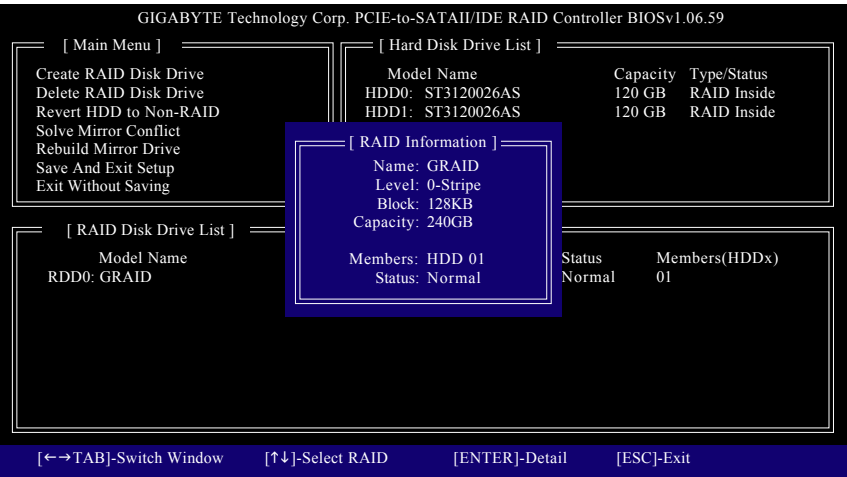 GIGABYTE Technology Corp. PCIE-to-SATAII/IDE RAID Controller BIOSv1.06.59
[ Main Menu ]
Create RAID Disk Drive
Delete RAID Disk Drive
Revert HDD to Non-RAID
Solve Mirror Conflict
Rebuild Mirror Drive
Save And Exit Setup
Exit Without Saving
[ Hard Disk Drive List ]
Model Name Capacity Type/Status
HDD0: ST3120026AS 120 GB RAID Inside
HDD1: ST3120026AS 120 GB RAID Inside
[ RAID Information ]
Name: GRAID
Level: 0-Stripe
Block: 128KB
Capacity: 240GB
Members: HDD 01
Status: Normal
[ RAID Disk Drive List ]
Model Name Status Members(HDDx)
RDD0: GRAID Normal 01
[←→TAB]-Switch Window [↑↓]-Select RAID [ENTER]-Detail [ESC]-Exit